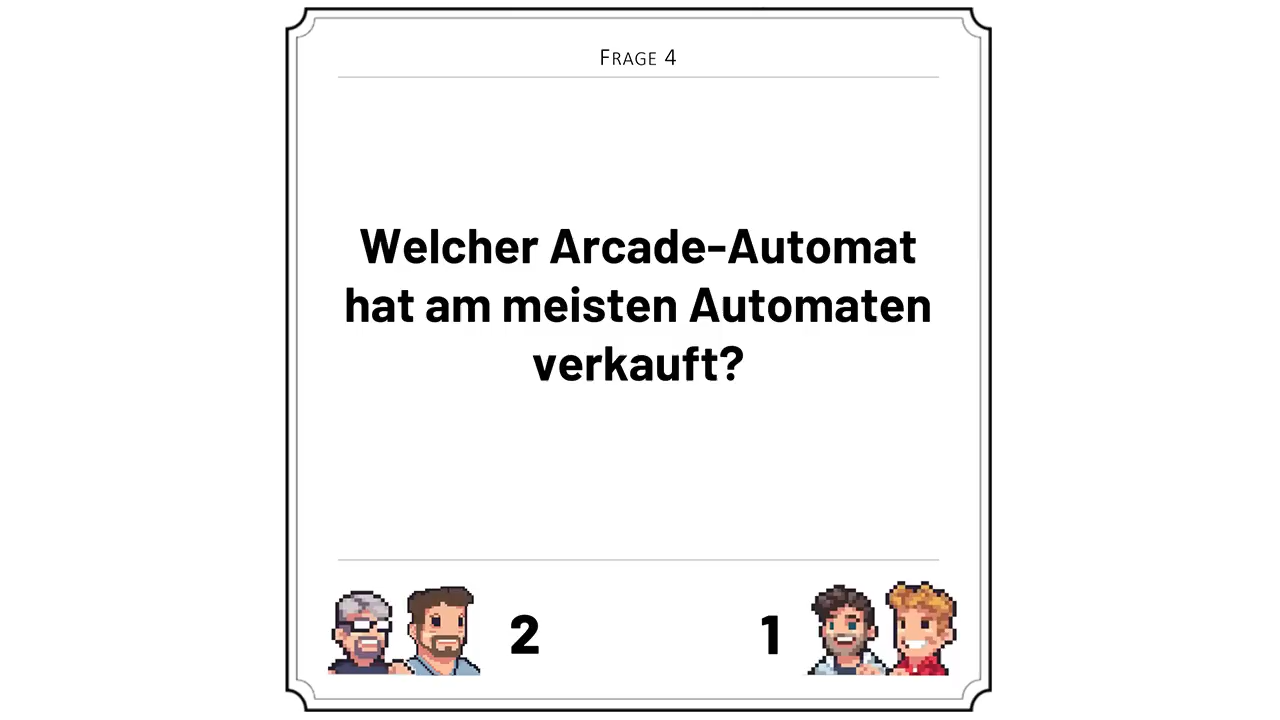 Frage 4
Welcher Arcade-Automat
hat am meisten Automaten
verkauft?
2
1